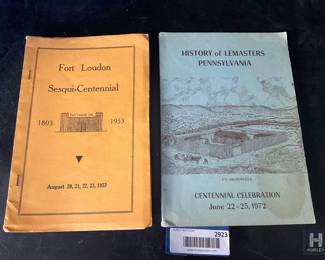 Fort Loudon
Sesqui-Centennial
1803
1953
August 20, 21, 22, 23, 1953
HISTORY of LEMASTERS
PENNSYLVANIA
CENTENNIAL CELEBRATION
June 22-25, 1972
2923
H